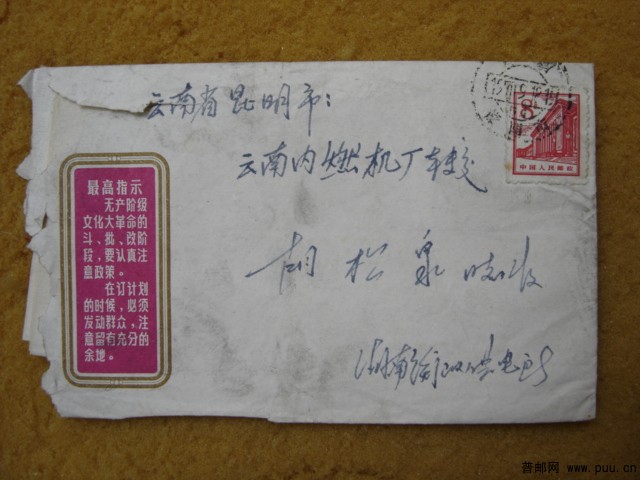 云南省昆明市：
云南内燃机厂转交
胡松泉 收
湖南
8
中国人民邮政
最高指示
无产阶级
文化大革命的
斗、批、改阶
段，要认真注
意政策。
在订计划
的时候，必须
发动群众，注
意留有充分的
余地。
普邮网 www.puu.cn